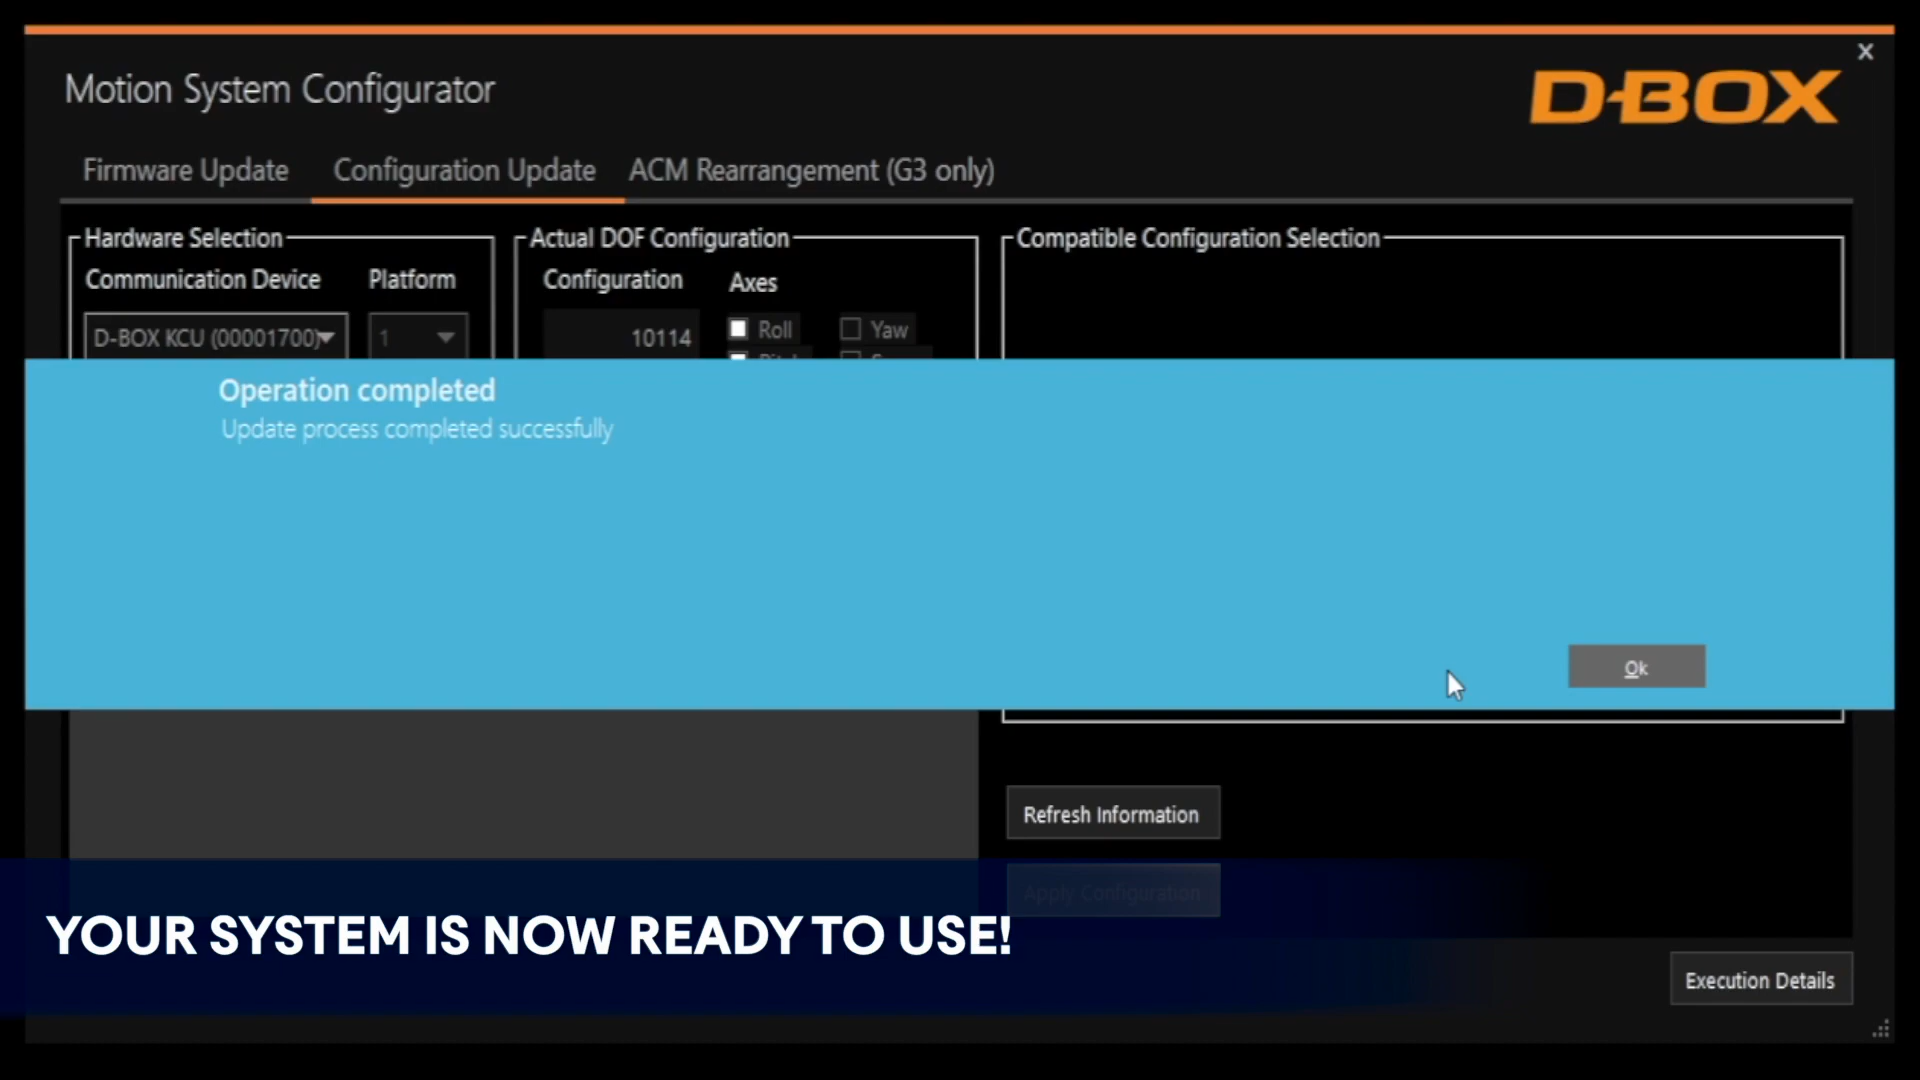 X
Motion System Configurator
D-BOX
Firmware Update Configuration Update ACM Rearrangement (G3 only)
Hardware Selection
Communication Device Platform
D-BOX KCU (00001700) 1
Actual DOF Configuration
Configuration Axes
10114 Roll Yaw
Compatible Configuration Selection
Operation completed
Update process completed successfully
Ok
Refresh Information
Apply Configuration
YOUR SYSTEM IS NOW READY TO USE!
Execution Details